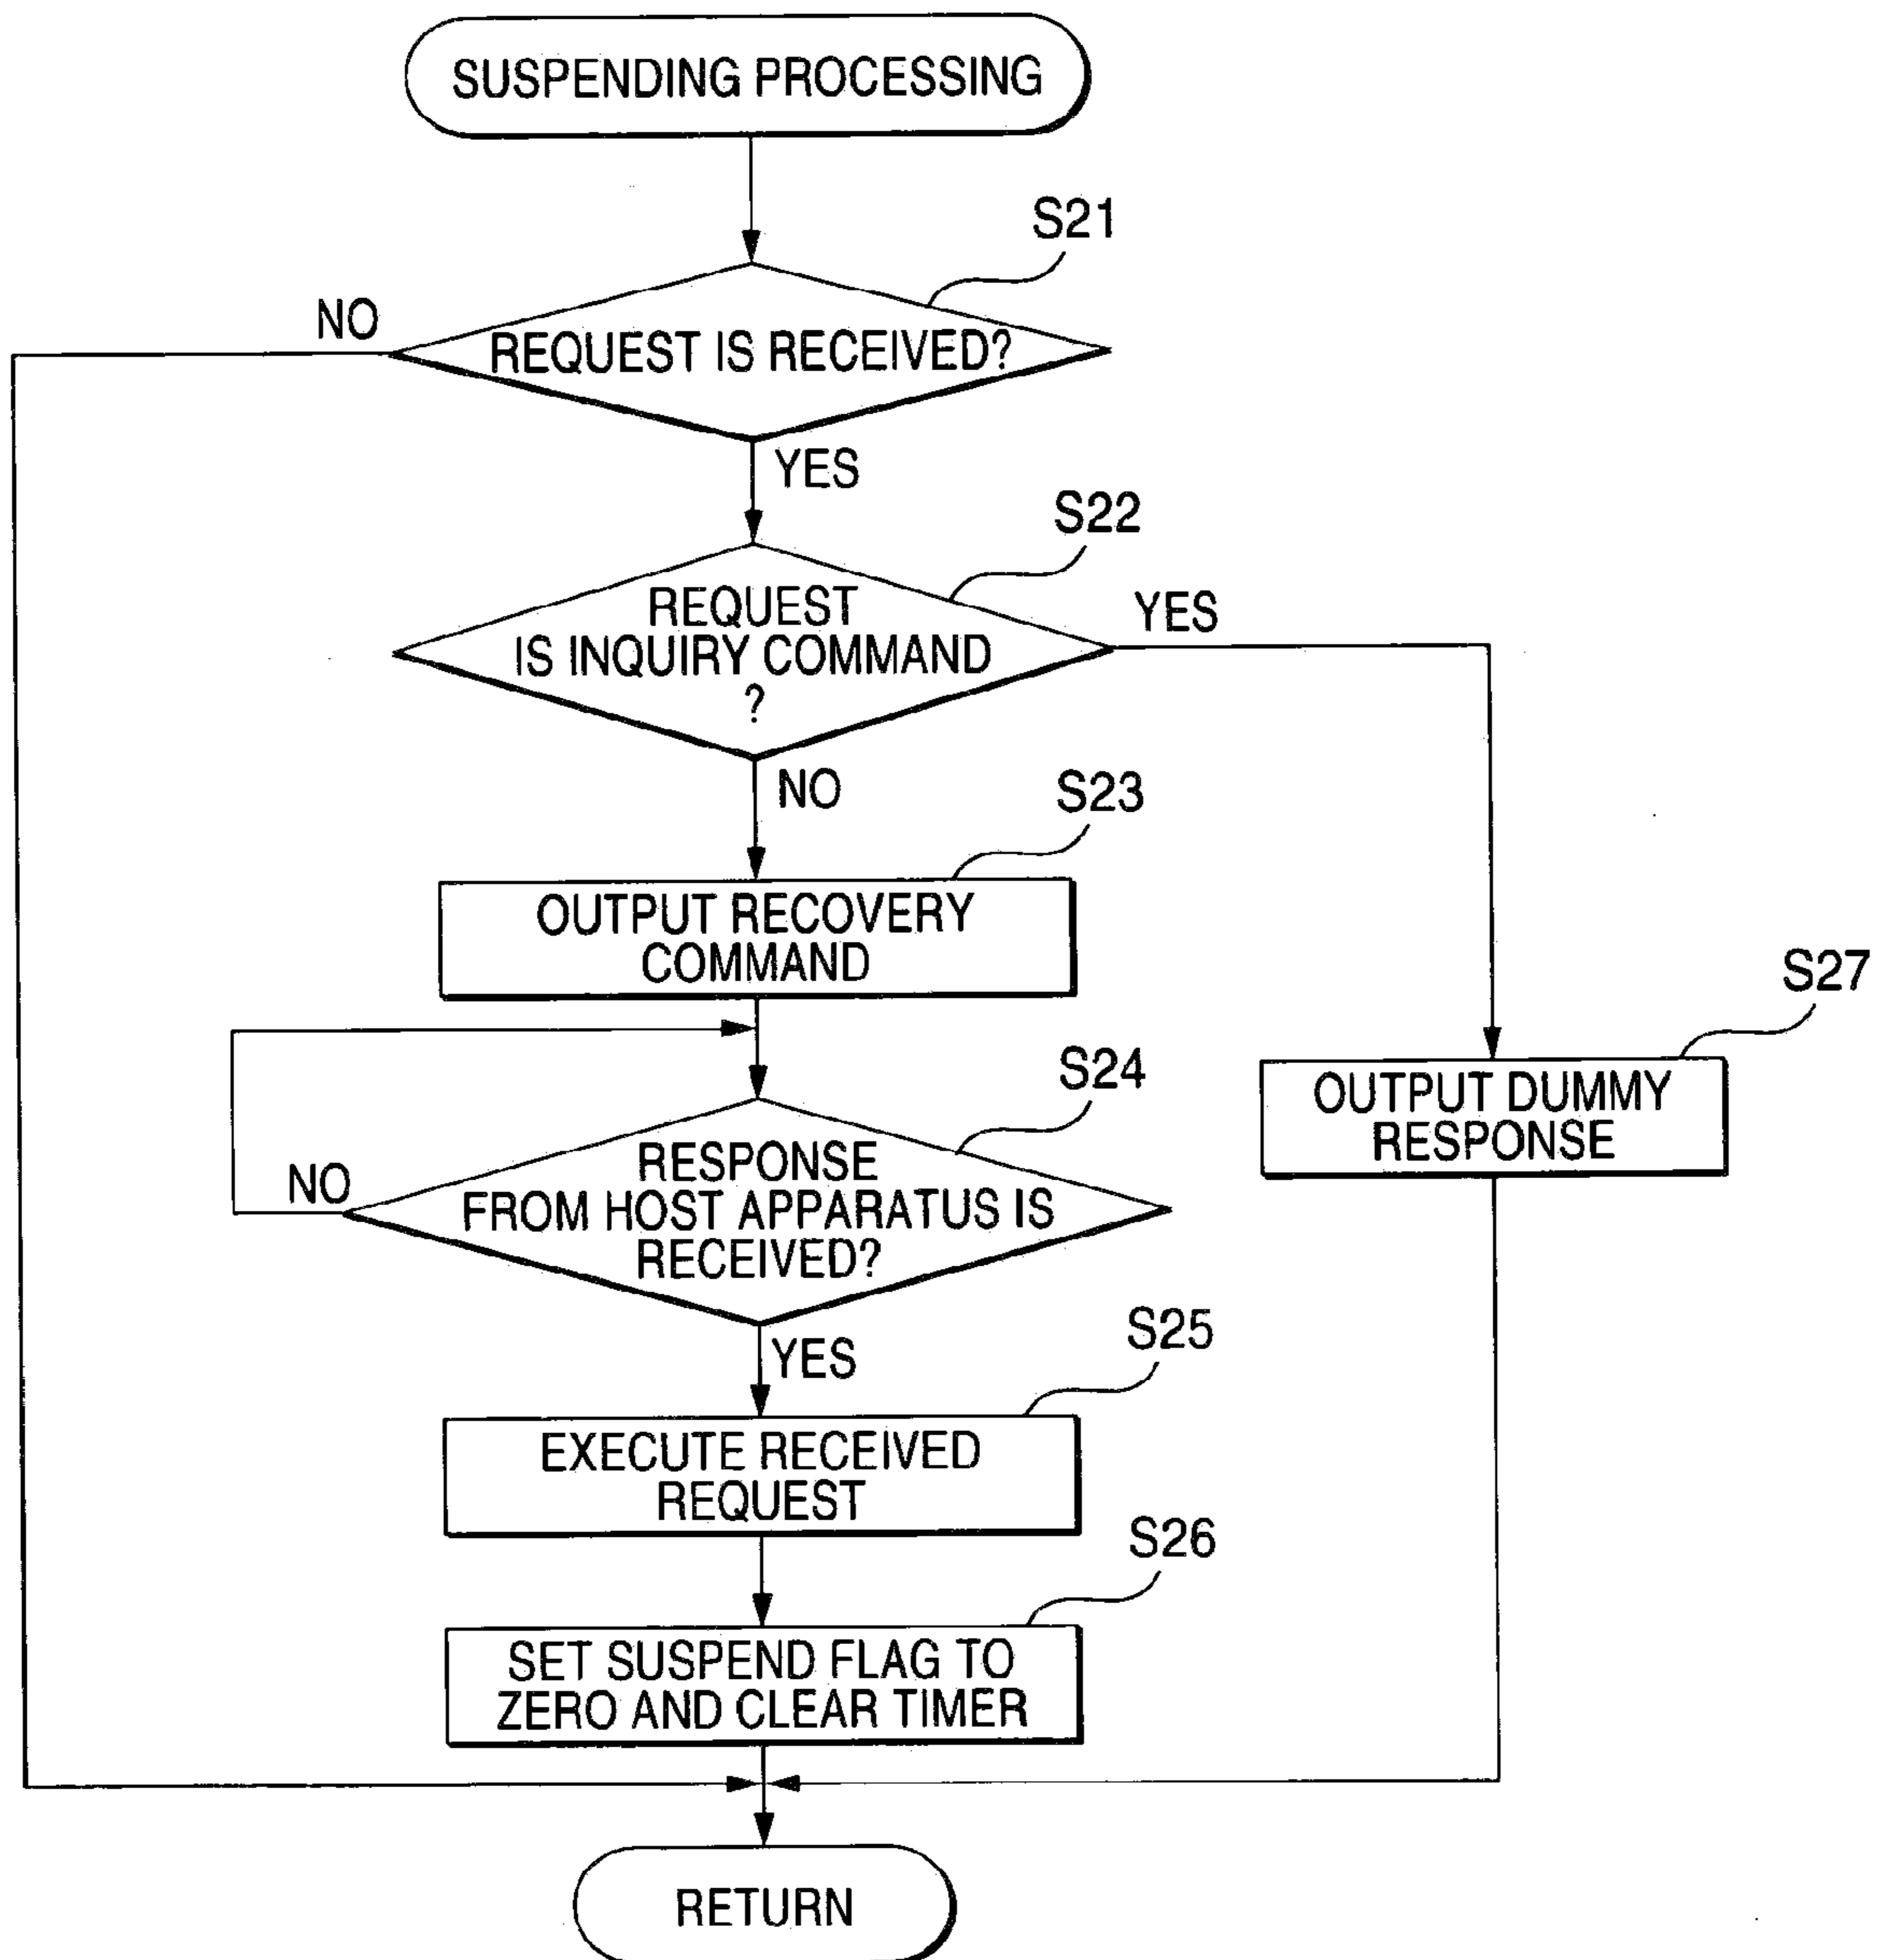 SUSPENDING PROCESSING
S21
NO
REQUEST IS RECEIVED?
YES
S22
REQUEST
IS INQUIRY COMMAND
?
YES
NO
S23
OUTPUT RECOVERY
COMMAND
S27
OUTPUT DUMMY
RESPONSE
S24
NO
RESPONSE
FROM HOST APPARATUS IS
RECEIVED?
YES
S25
EXECUTE RECEIVED
REQUEST
S26
SET SUSPEND FLAG TO
ZERO AND CLEAR TIMER
RETURN